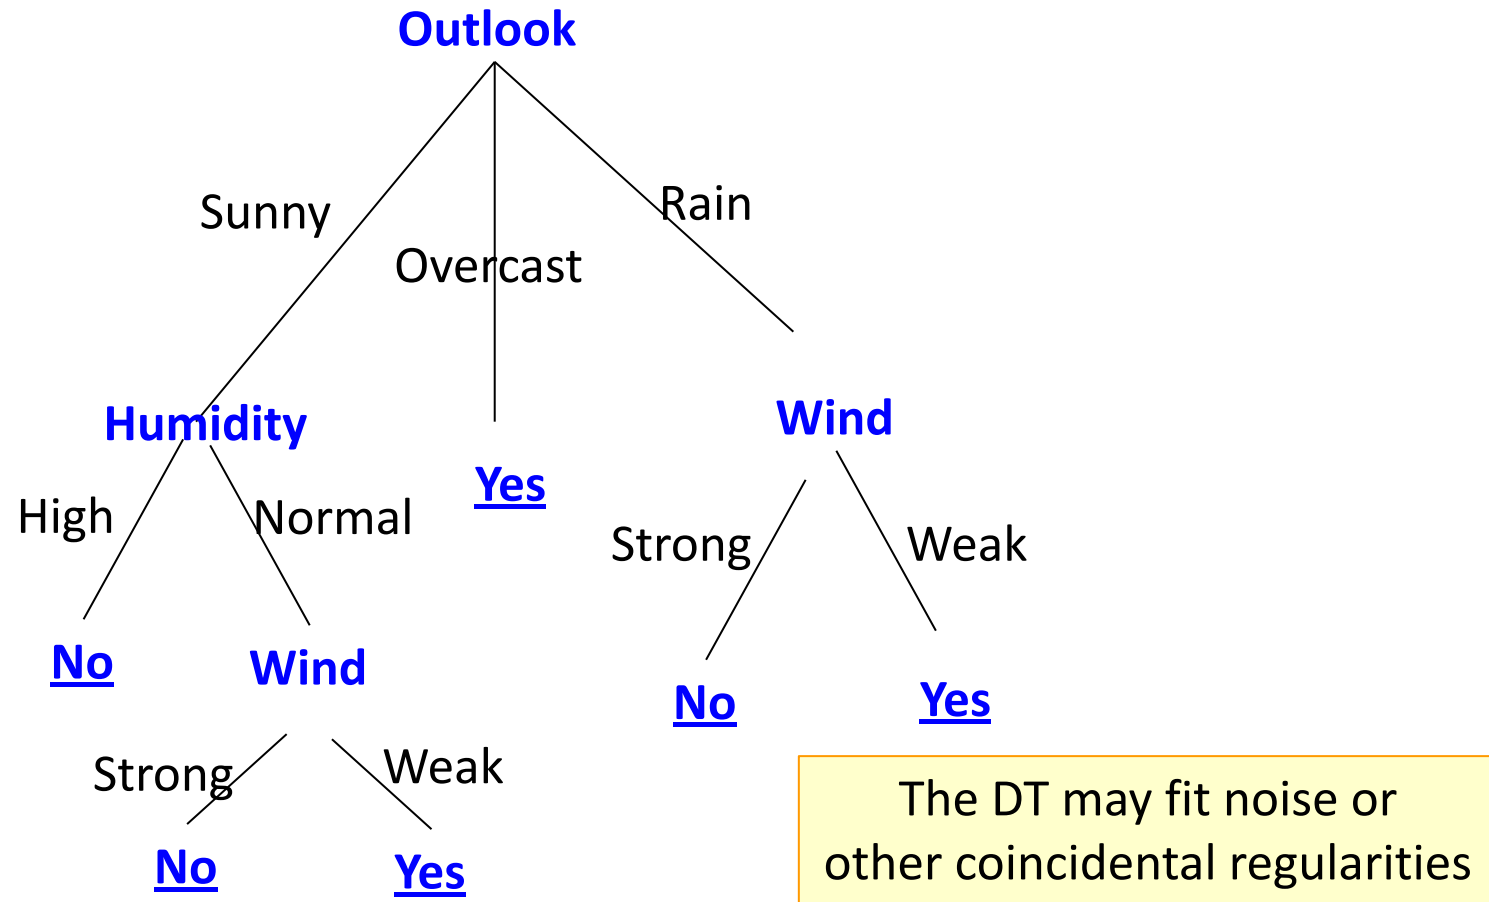 Outlook
Sunny
Overcast
Rain
Humidity
Wind
High
Normal
Yes
Strong
Weak
No
Wind
No
Yes
Strong
Weak
No
Yes
The DT may fit noise or
other coincidental regularities